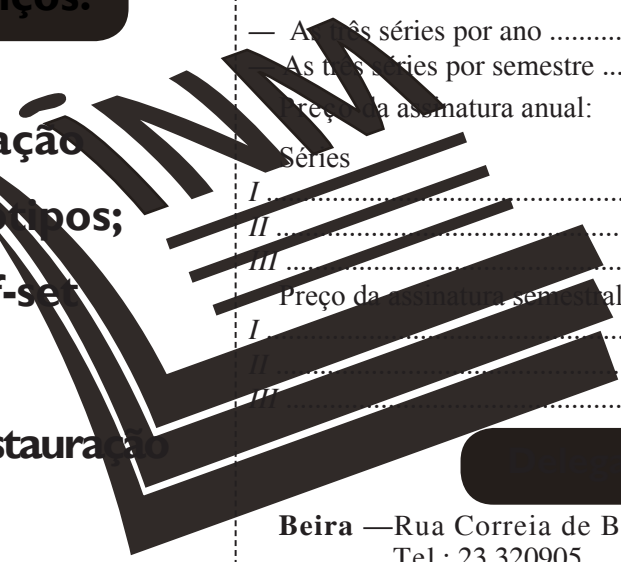 ços:
ação
otipos;
f-set
stauração
INM
— As três séries por ano ..........
— As três séries por semestre ...
Preço da assinatura anual:
Séries
I ..........
II ..........
III ..........
Preço da assinatura semestral
I ..........
II ..........
III ..........
Beira —Rua Correia de B
Tel.: 23 320905